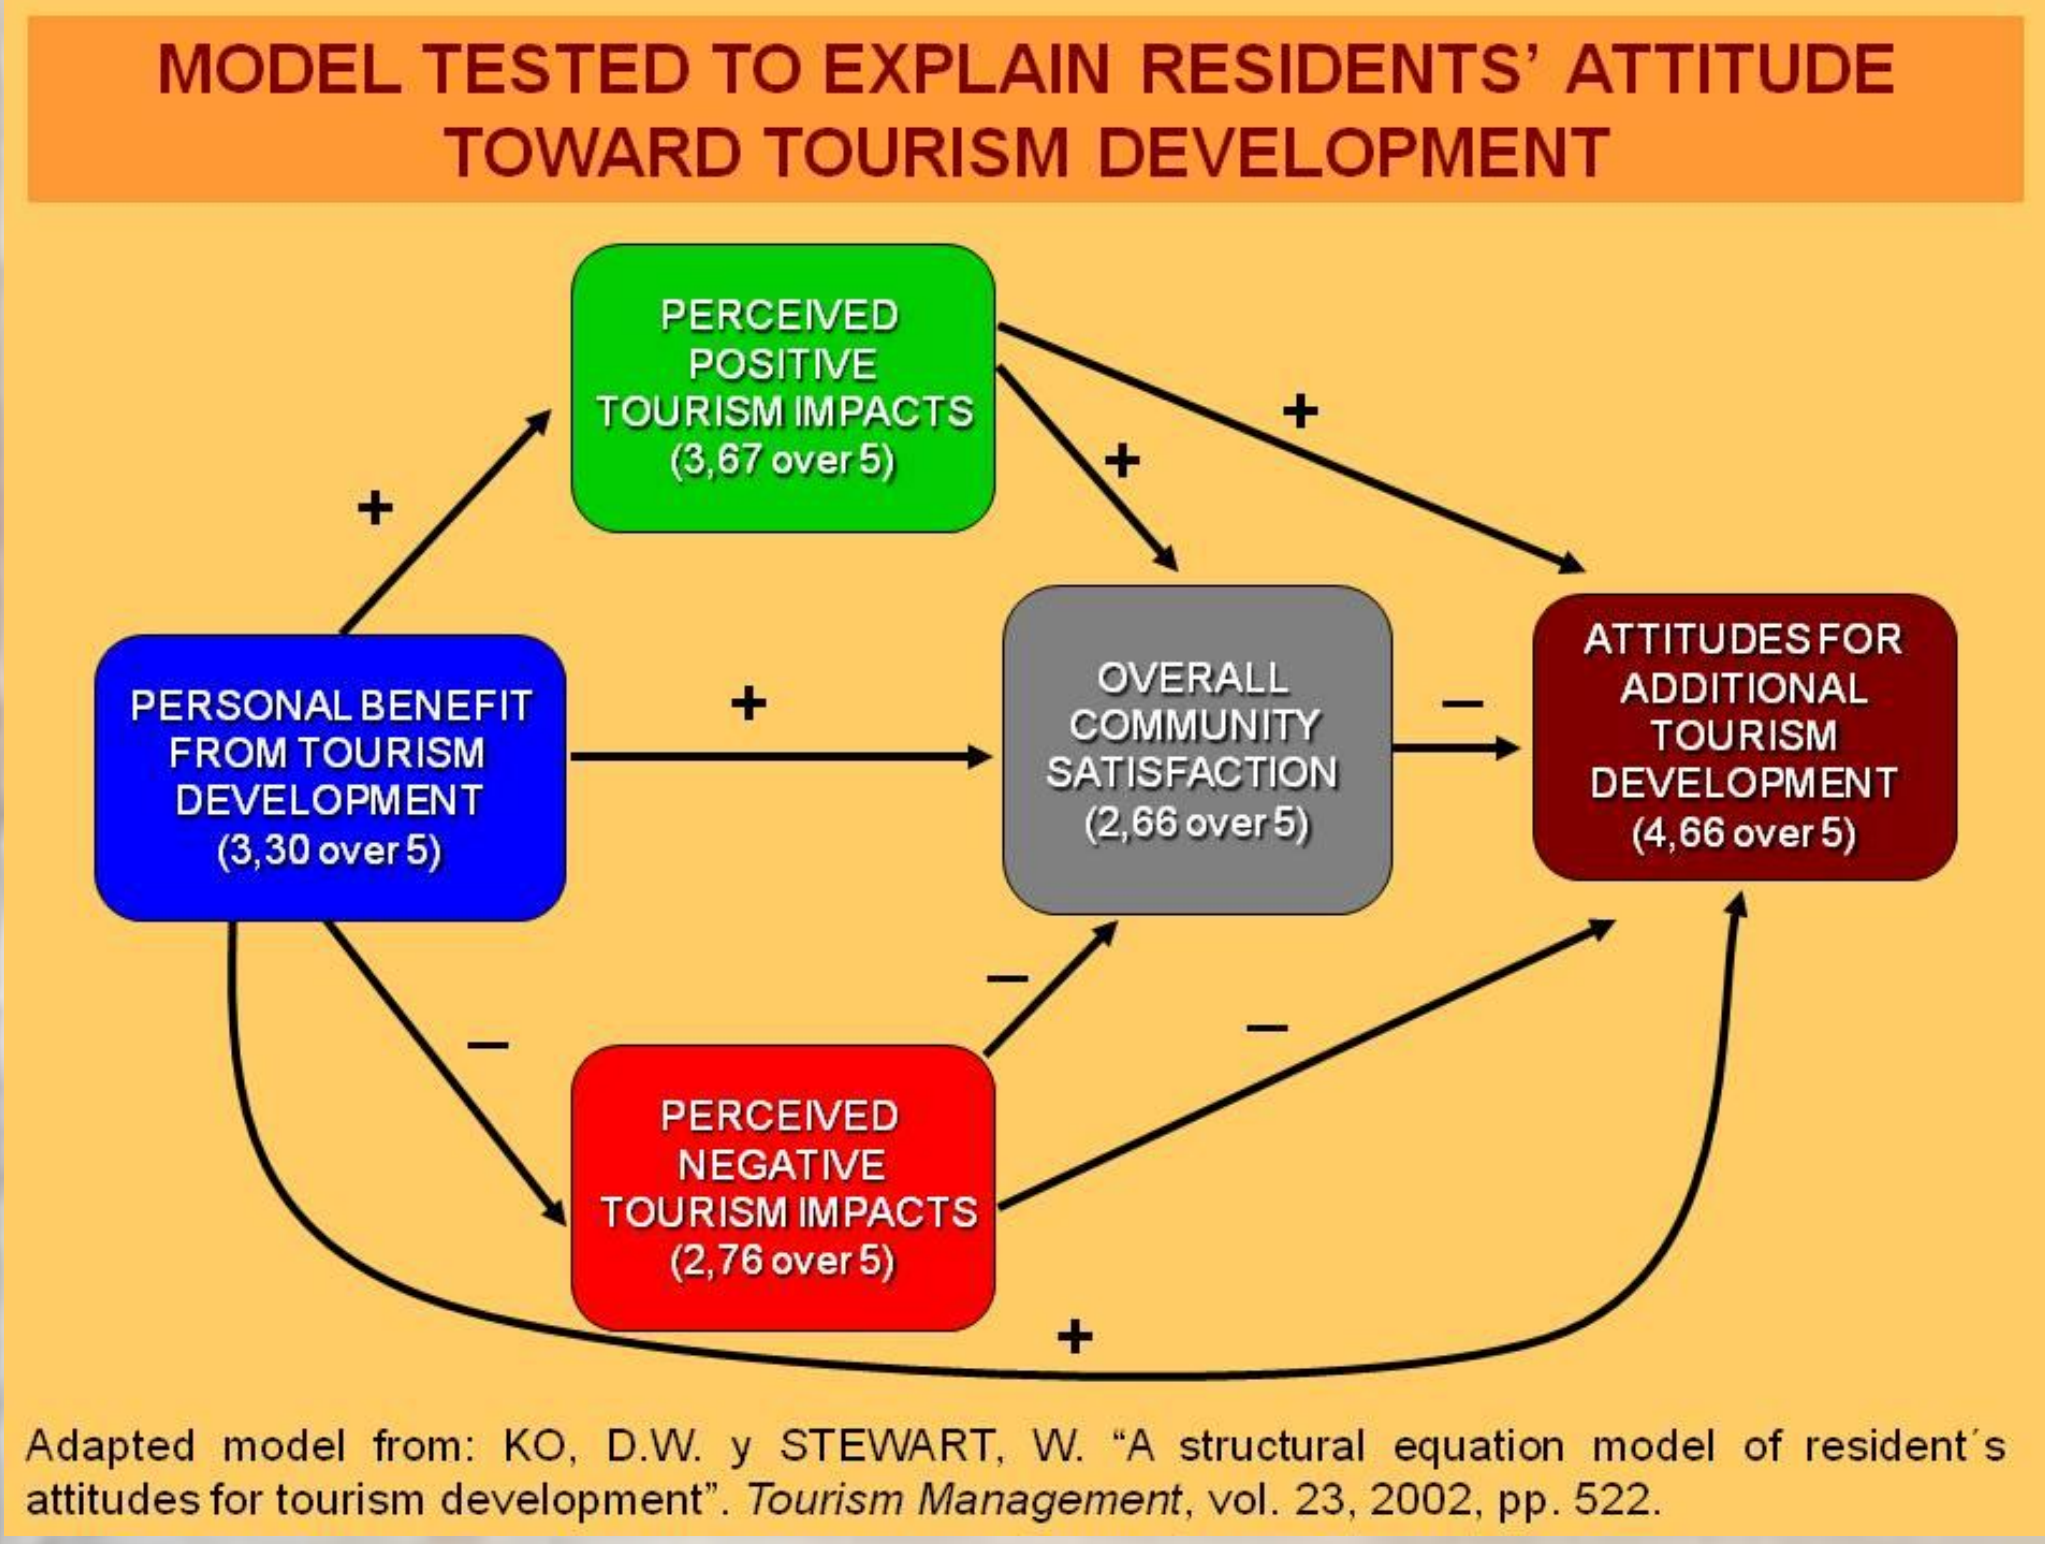 MODEL TESTED TO EXPLAIN RESIDENTS’ ATTITUDE
TOWARD TOURISM DEVELOPMENT
PERCEIVED
POSITIVE
TOURISM IMPACTS
(3,67 over 5)
+
+
+
PERSONAL BENEFIT
FROM TOURISM
DEVELOPMENT
(3,30 over 5)
+
OVERALL
COMMUNITY
SATISFACTION
(2,66 over 5)
–
ATTITUDES FOR
ADDITIONAL
TOURISM
DEVELOPMENT
(4,66 over 5)
–
–
–
PERCEIVED
NEGATIVE
TOURISM IMPACTS
(2,76 over 5)
+
Adapted model from: KO, D.W. y STEWART, W. “A structural equation model of resident´s
attitudes for tourism development”. Tourism Management, vol. 23, 2002, pp. 522.